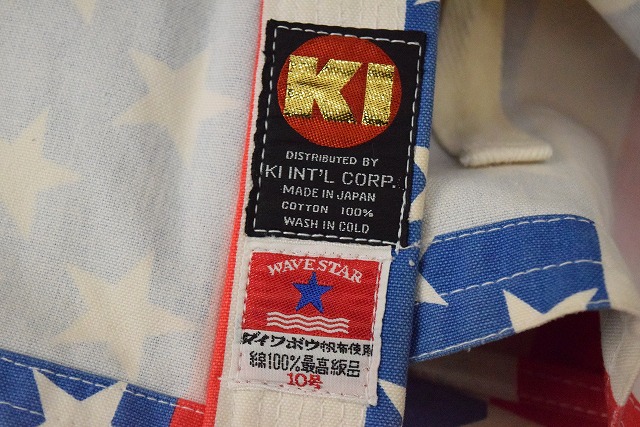 KI
DISTRIBUTED BY
KI INT'L CORP.
MADE IN JAPAN
COTTON 100%
WASH IN COLD
WAVE STAR
ダイワボウ帆布使用
綿100%最高級品
10号